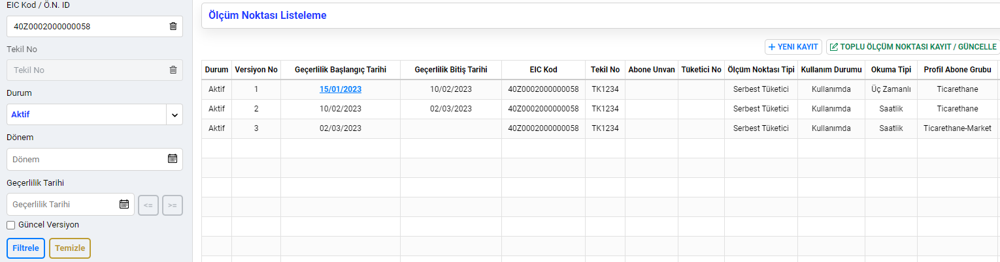 EIC Kod / Ö.N. ID
40Z0002000000058
Tekil No
Tekil No
Durum
Aktif
Dönem
Dönem
Geçerlilik Tarihi
Geçerlilik Tarihi <= >=
Güncel Versiyon
Filtrele Temizle
Ölçüm Noktası Listeleme
+ YENİ KAYIT TOPLU ÖLÇÜM NOKTASI KAYIT / GÜNCELLE
Durum Versiyon No Geçerlilik Başlangıç Tarihi Geçerlilik Bitiş Tarihi EIC Kod Tekil No Abone Unvan Tüketici No Ölçüm Noktası Tipi Kullanım Durumu Okuma Tipi Profil Abone Grubu
Aktif 1 15/01/2023 10/02/2023 40Z0002000000058 TK1234 Serbest Tüketici Kullanımda Üç Zamanlı Ticarethane
Aktif 2 10/02/2023 02/03/2023 40Z0002000000058 TK1234 Serbest Tüketici Kullanımda Saatlik Ticarethane
Aktif 3 02/03/2023 40Z0002000000058 TK1234 Serbest Tüketici Kullanımda Saatlik Ticarethane-Market